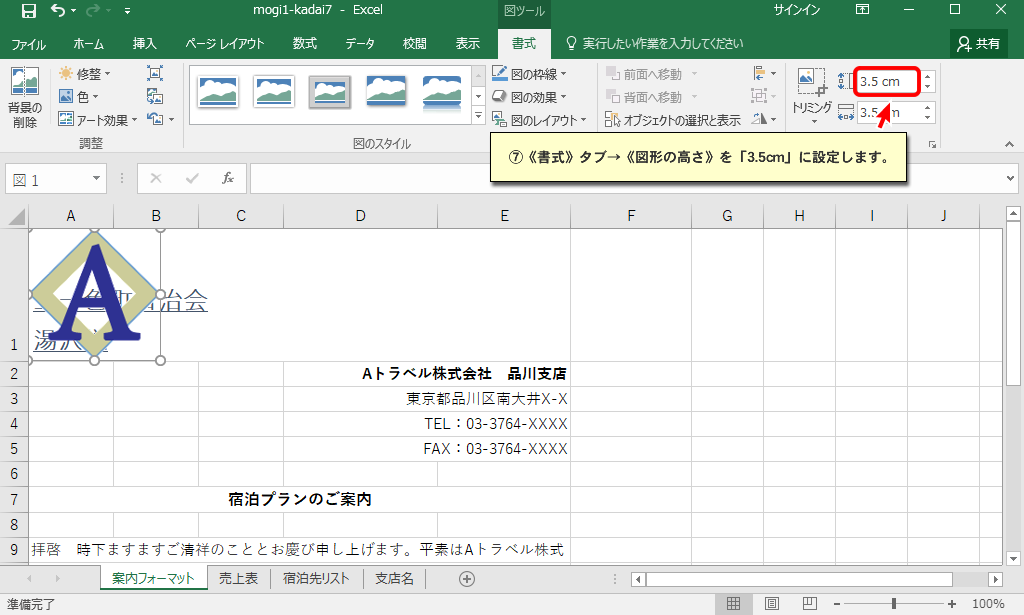 mogi1-kadai7 - Excel
図ツール
サインイン
ファイル ホーム 挿入 ページ レイアウト 数式 データ 校閲 表示 書式 実行したい作業を入力してください 共有
背景の
削除
修整
色
アート効果
調整
図のスタイル
図の枠線
図の効果
図のレイアウト
前面へ移動
背面へ移動
オブジェクトの選択と表示
トリミング
3.5 cm
3.5 cm
⑦《書式》タブ→《図形の高さ》を「3.5cm」に設定します。
図 1
fx
A B C D E F G H I J
1
A
色町自治会
湯沢
2 Aトラベル株式会社 品川支店
3 東京都品川区南大井X-X
4 TEL：03-3764-XXXX
5 FAX：03-3764-XXXX
6
7 宿泊プランのご案内
8
9 拝啓 時下ますますご清祥のこととお慶び申し上げます。平素はAトラベル株式
案内フォーマット 売上表 宿泊先リスト 支店名
準備完了
100%